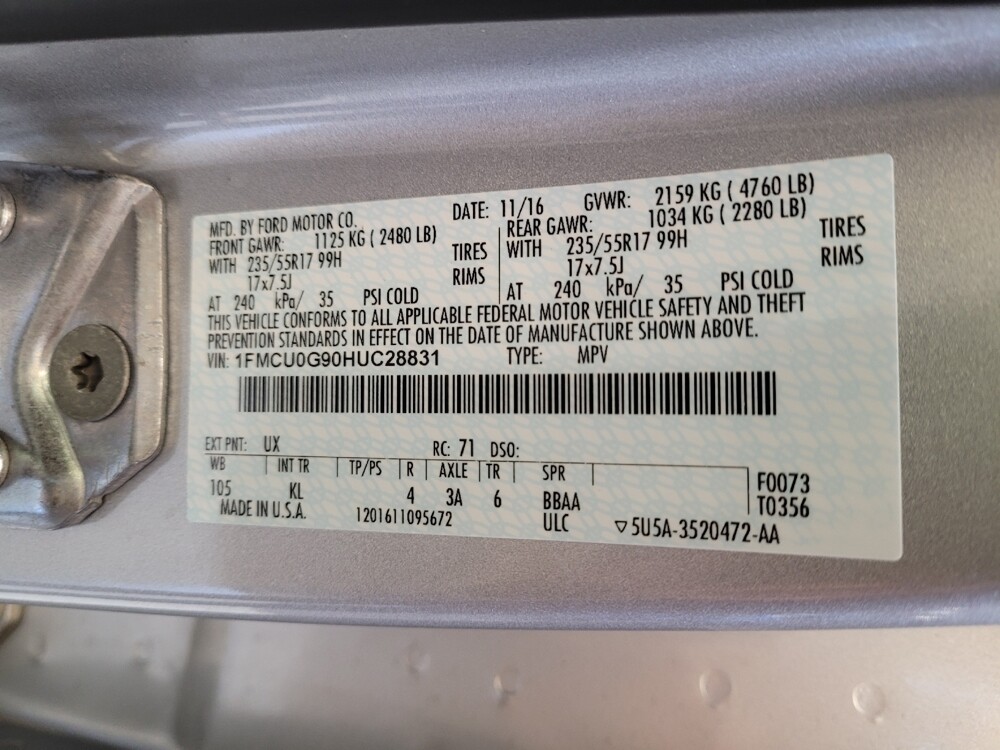 MFD. BY FORD MOTOR CO. DATE: 11/16 GVWR: 2159 KG ( 4760 LB)
FRONT GAWR: 1125 KG ( 2480 LB) REAR GAWR: 1034 KG ( 2280 LB)
WITH 235/55R17 99H TIRES WITH 235/55R17 99H TIRES
17x7.5J RIMS 17x7.5J RIMS
AT 240 kPa/ 35 PSI COLD AT 240 kPa/ 35 PSI COLD
THIS VEHICLE CONFORMS TO ALL APPLICABLE FEDERAL MOTOR VEHICLE SAFETY AND THEFT
PREVENTION STANDARDS IN EFFECT ON THE DATE OF MANUFACTURE SHOWN ABOVE.
VIN: 1FMCU0G90HUC28831 TYPE: MPV
EXT PNT: UX RC: 71 DSO:
WB INT TR TP/PS R AXLE TR SPR F0073
105 KL 4 3A 6 BBAA T0356
MADE IN U.S.A. 1201611095672 ULC ▽5U5A-3520472-AA